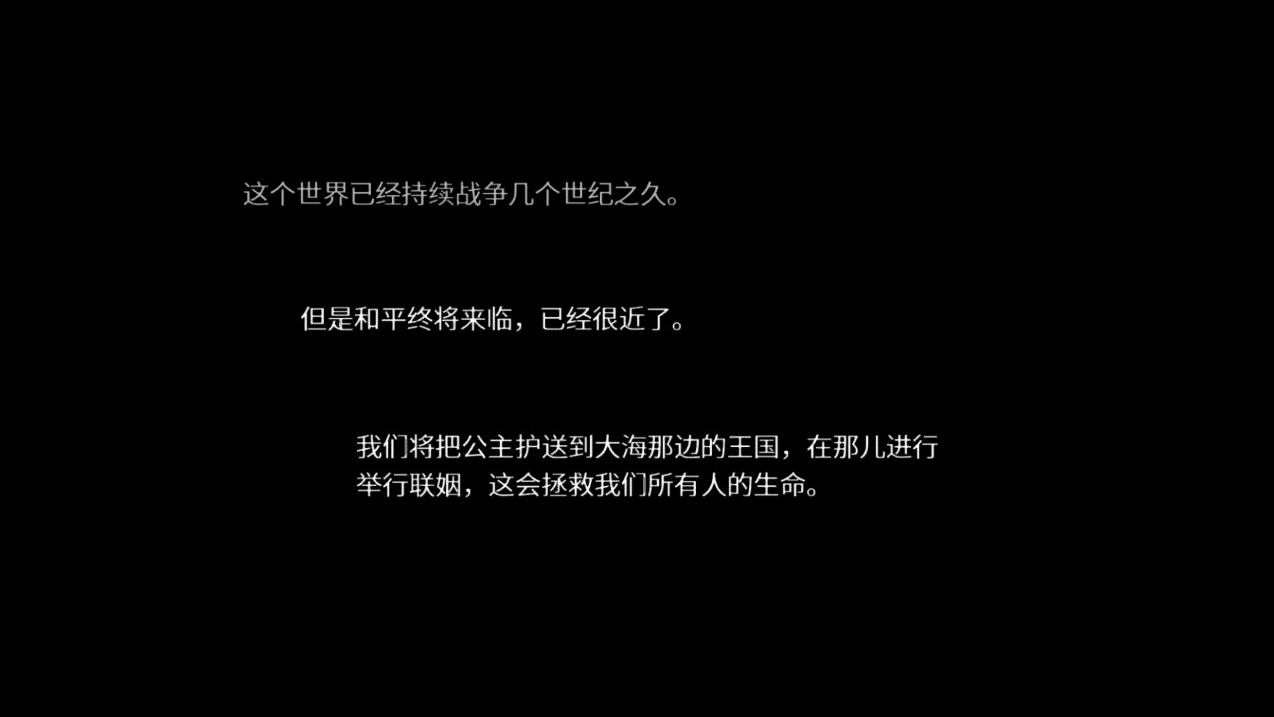 这个世界已经持续战争几个世纪之久。
但是和平终将来临，已经很近了。
我们将把公主护送到大海那边的王国，在那儿进行
举行联姻，这会拯救我们所有人的生命。